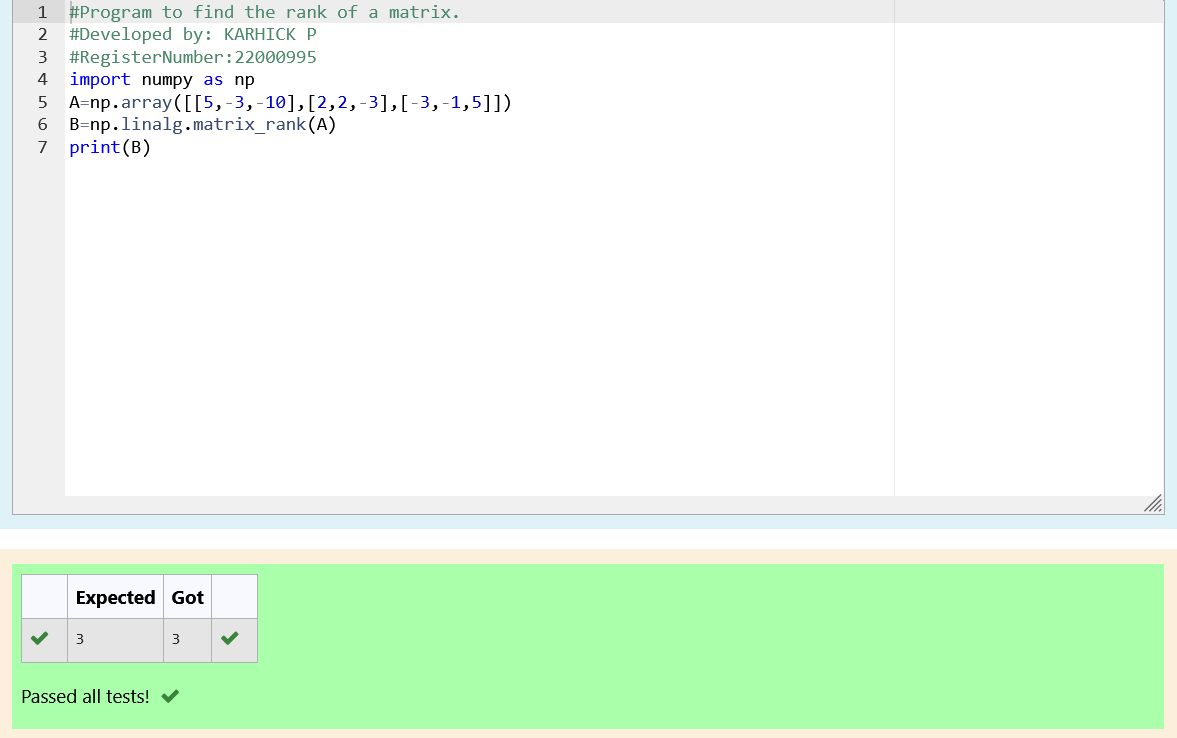 1 #Program to find the rank of a matrix.
2 #Developed by: KARHICK P
3 #RegisterNumber:22000995
4 import numpy as np
5 A=np.array([[5,-3,-10],[2,2,-3],[-3,-1,5]])
6 B=np.linalg.matrix_rank(A)
7 print(B)
Expected Got
3 3
Passed all tests!